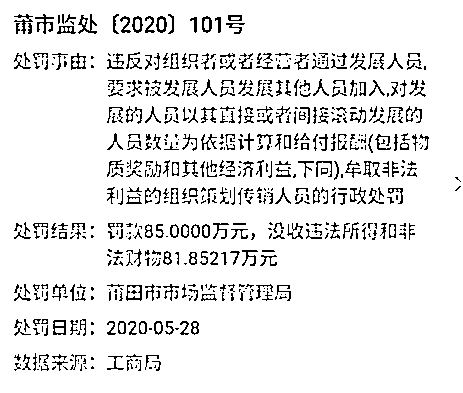 莆市监处〔2020〕101号
处罚事由：违反对组织者或者经营者通过发展人员,
要求被发展人员发展其他人员加入,对发
展的人员以其直接或者间接滚动发展的
人员数量为依据计算和给付报酬(包括物
质奖励和其他经济利益,下同),牟取非法
利益的组织策划传销人员的行政处罚
处罚结果：罚款85.0000万元，没收违法所得和非
法财物81.85217万元
处罚单位：莆田市市场监督管理局
处罚日期：2020-05-28
数据来源：工商局